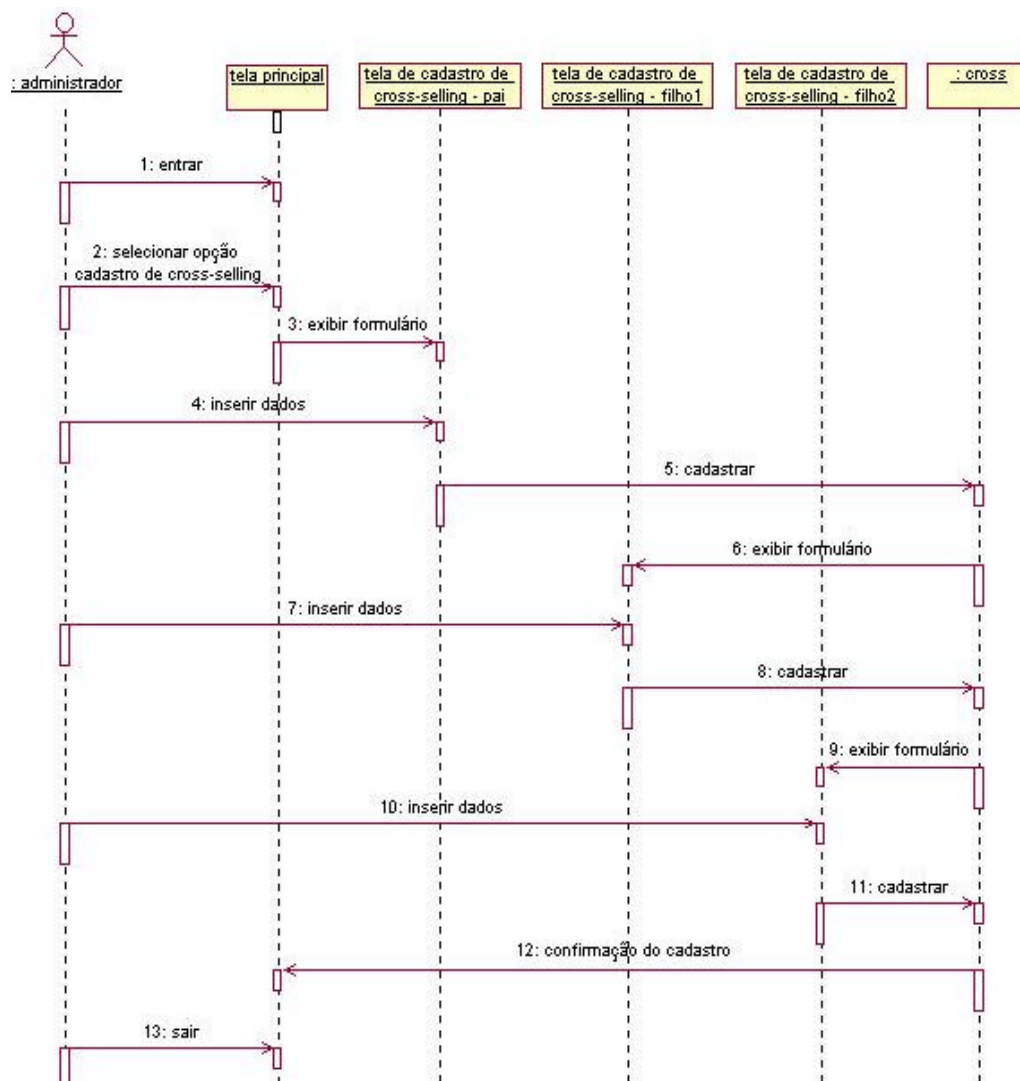 : administrador
tela principal
tela de cadastro de
cross-selling - pai
tela de cadastro de
cross-selling - filho1
tela de cadastro de
cross-selling - filho2
: cross
1: entrar
2: selecionar opção
cadastro de cross-selling
3: exibir formulário
4: inserir dados
5: cadastrar
6: exibir formulário
7: inserir dados
8: cadastrar
9: exibir formulário
10: inserir dados
11: cadastrar
12: confirmação do cadastro
13: sair